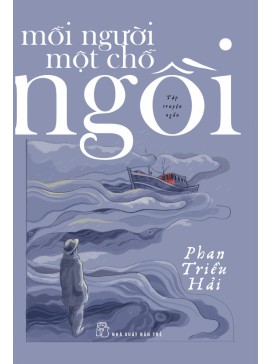 mỗi người
một chỗ
ngồi
Tập
truyện
ngắn
Phan
Triều
Hải
NHÀ XUẤT BẢN TRẺ